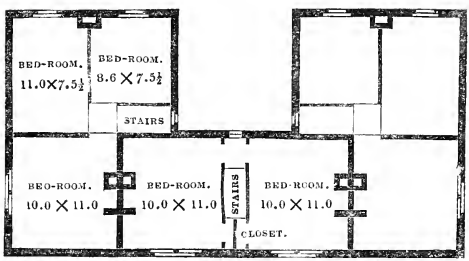 BED-ROOM.
11.0 X 7.5½
BED-ROOM.
8.6 X 7.5½
STAIRS
BED-ROOM.
10.0 X 11.0
BED-ROOM.
10.0 X 11.0
STAIRS
BED-ROOM.
10.0 X 11.0
CLOSET.